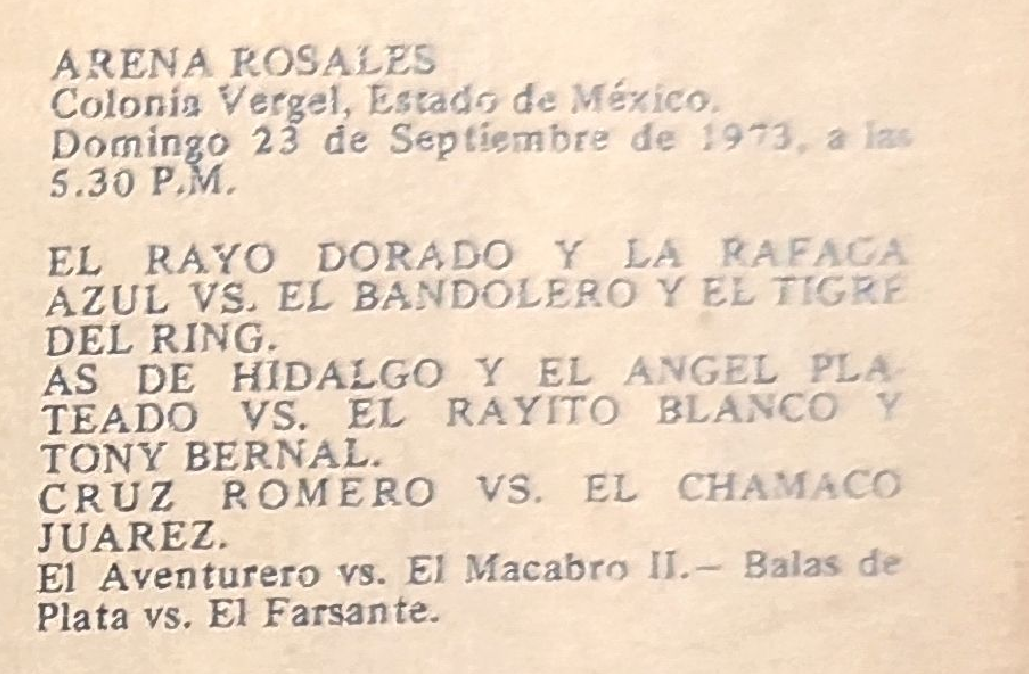 ARENA ROSALES
Colonia Vergel, Estado de México.
Domingo 23 de Septiembre de 1973, a las
5.30 P.M.
EL RAYO DORADO Y LA RAFAGA
AZUL VS. EL BANDOLERO Y EL TIGRE
DEL RING.
AS DE HIDALGO Y EL ANGEL PLA-
TEADO VS. EL RAYITO BLANCO Y
TONY BERNAL.
CRUZ ROMERO VS. EL CHAMACO
JUAREZ.
El Aventurero vs. El Macabro II.— Balas de
Plata vs. El Farsante.